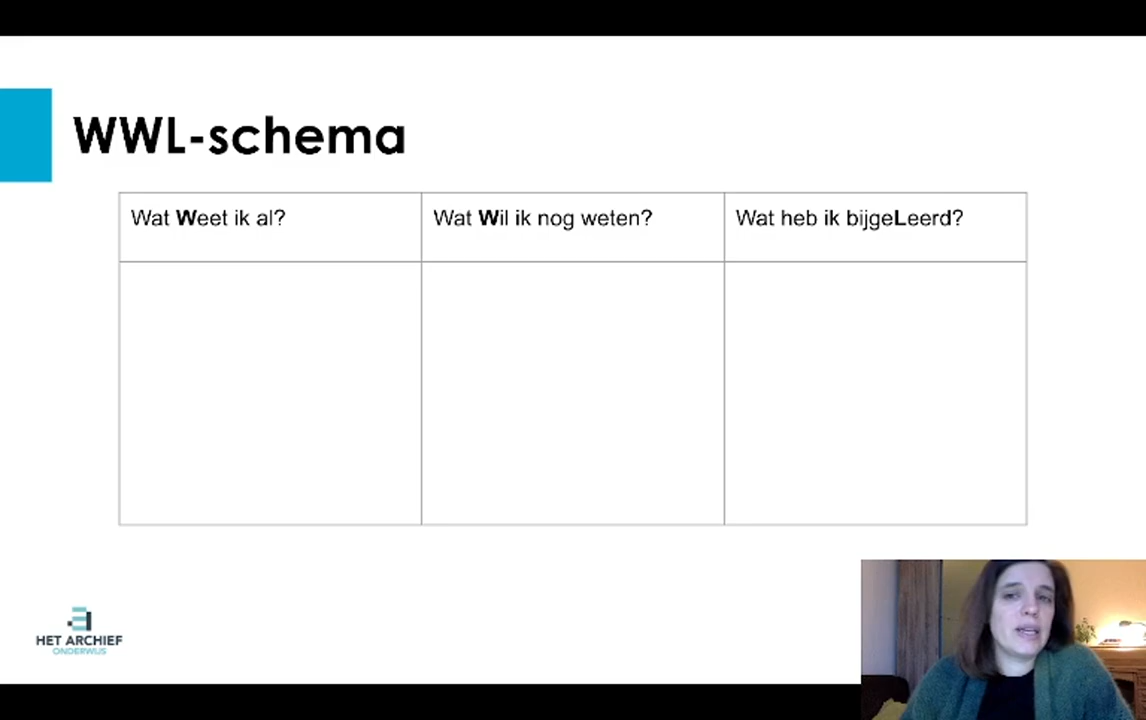 WWL-schema
Wat Weet ik al?
Wat Wil ik nog weten?
Wat heb ik bijgeLeerd?
HET ARCHIEF
ONDERWIJS